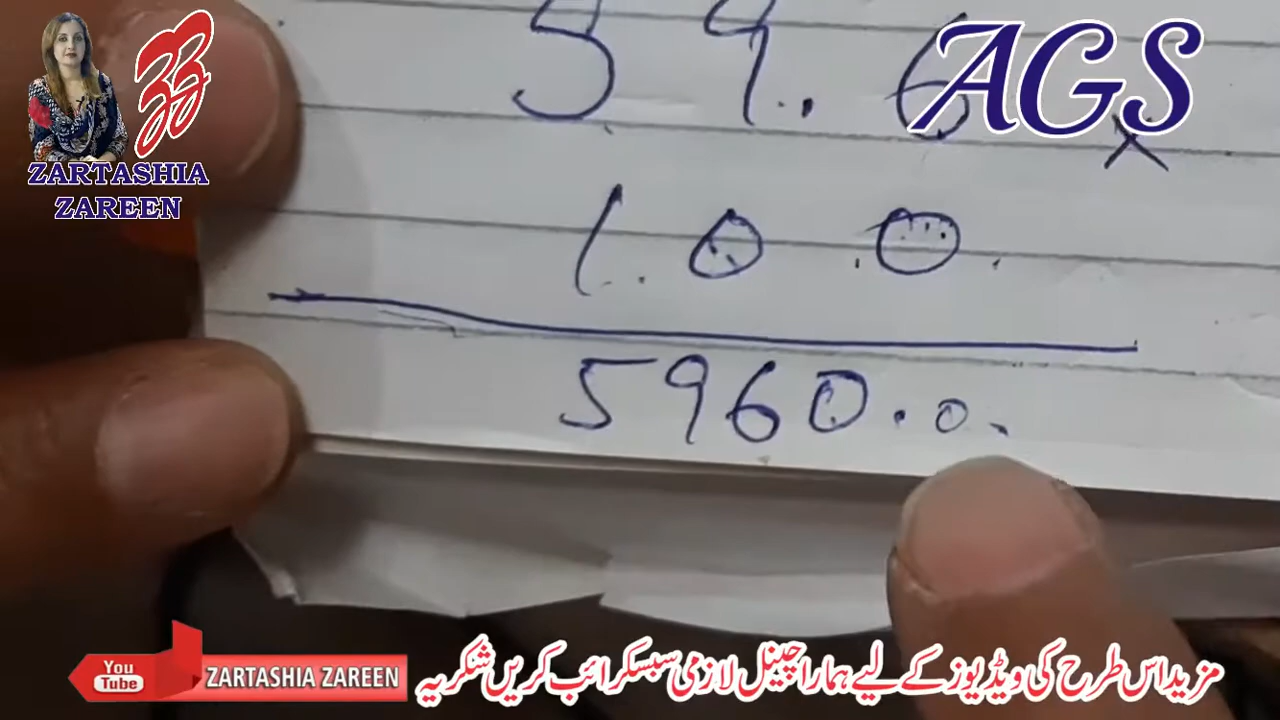 AGS
ZARTASHIA
ZAREEN
59.6
×
1.00
5960.0.
You
Tube
ZARTASHIA ZAREEN
مزید اس طرح کی ویڈیوز کے لیے ہمارا چینل لازمی سبسکرائب کریں شکریہ